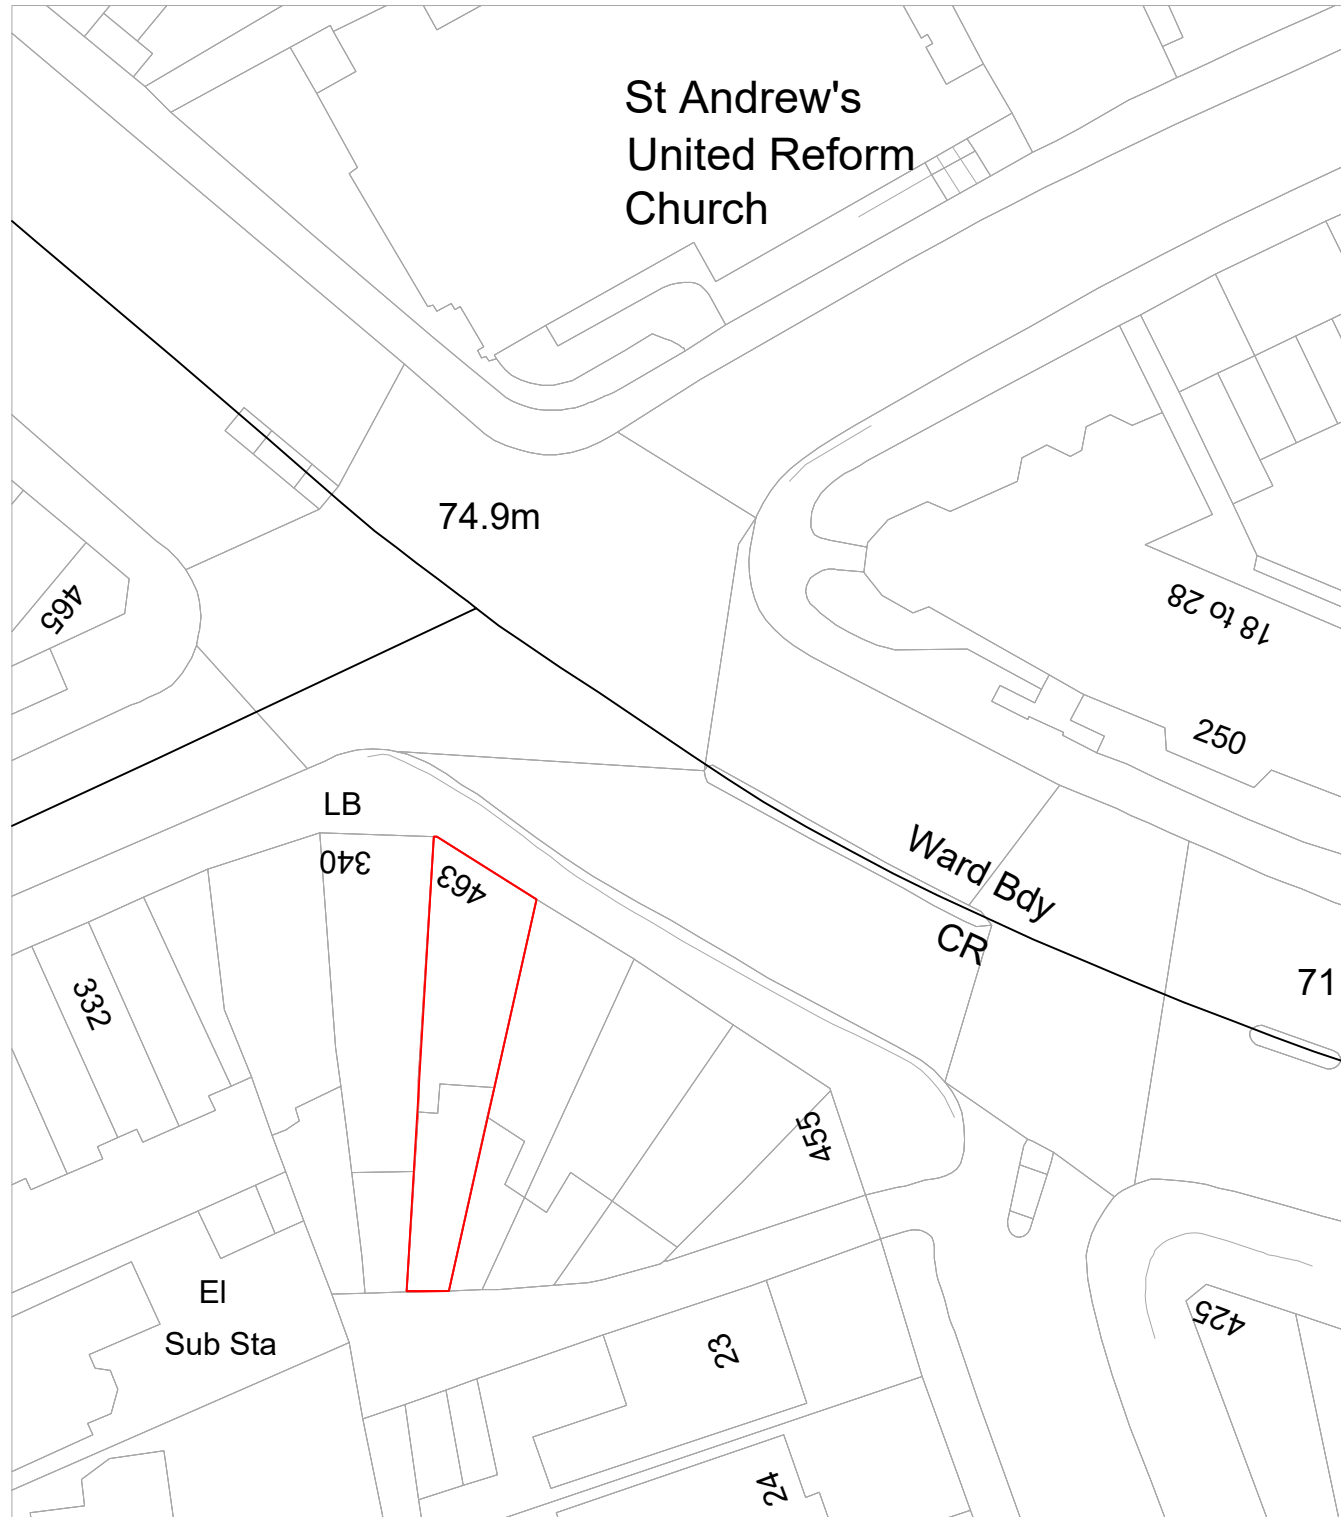 St Andrew's
United Reform
Church
74.9m
465
18 to 28
250
LB
340
463
Ward Bdy
CR
71
332
455
El
Sub Sta
23
425
24